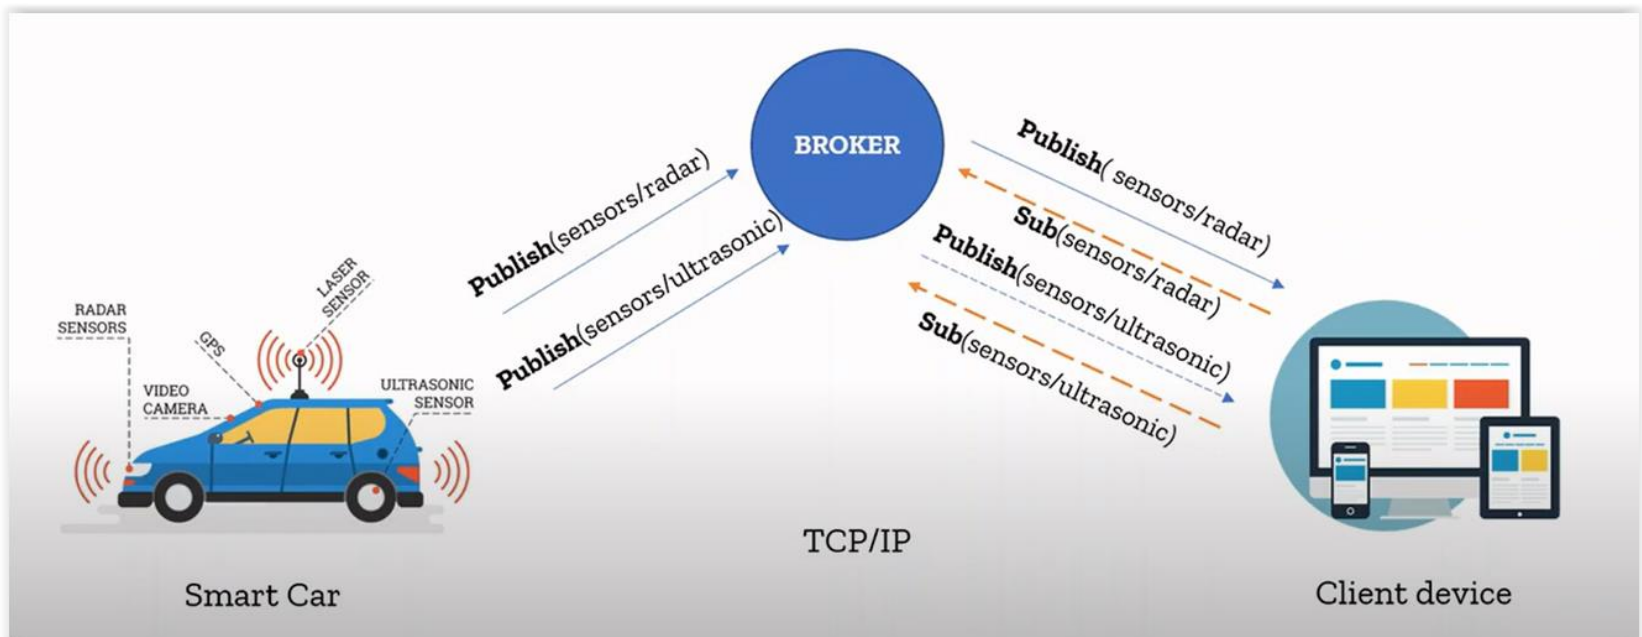 BROKER
Publish(sensors/radar)
Publish(sensors/ultrasonic)
Publish( sensors/radar)
Sub(sensors/radar)
Publish(sensors/ultrasonic)
Sub(sensors/ultrasonic)
LASER
SENSOR
RADAR
SENSORS
GPS
VIDEO
CAMERA
ULTRASONIC
SENSOR
TCP/IP
Smart Car
Client device